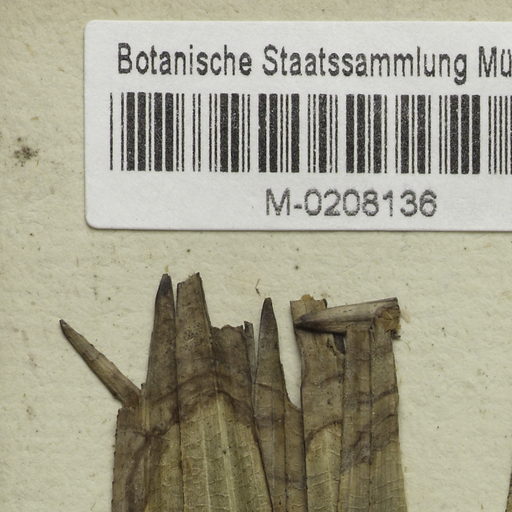 Botanische Staatssammlung Mü
M-0208136